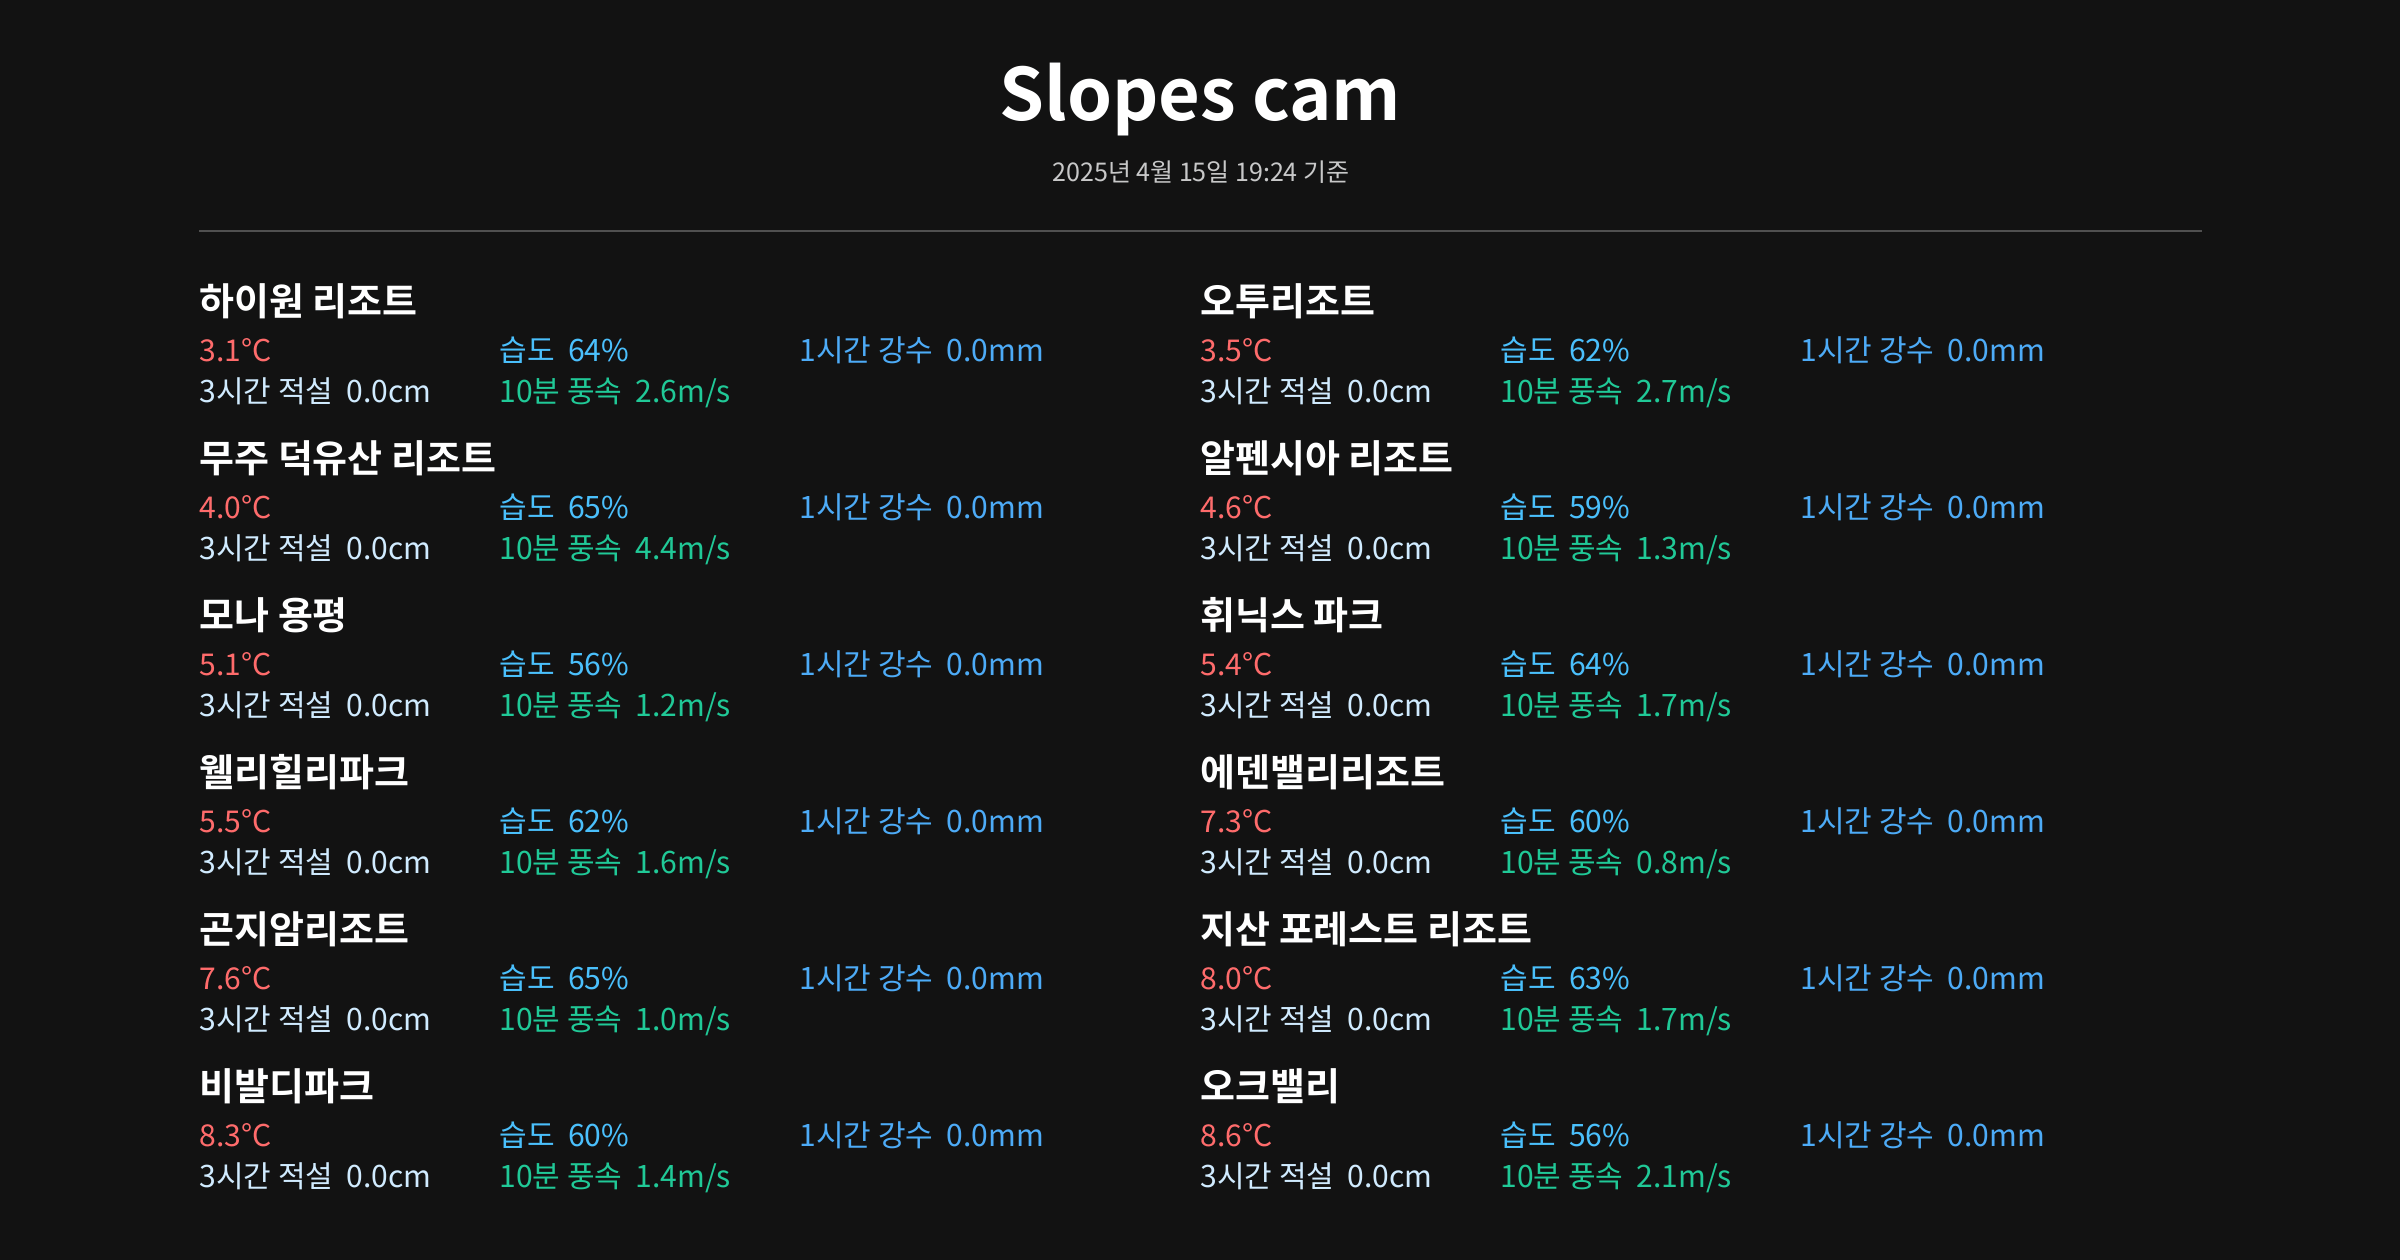 Slopes cam
2025년 4월 15일 19:24 기준
하이원 리조트
3.1°C 습도 64% 1시간 강수 0.0mm
3시간 적설 0.0cm 10분 풍속 2.6m/s
오투리조트
3.5°C 습도 62% 1시간 강수 0.0mm
3시간 적설 0.0cm 10분 풍속 2.7m/s
무주 덕유산 리조트
4.0°C 습도 65% 1시간 강수 0.0mm
3시간 적설 0.0cm 10분 풍속 4.4m/s
알펜시아 리조트
4.6°C 습도 59% 1시간 강수 0.0mm
3시간 적설 0.0cm 10분 풍속 1.3m/s
모나 용평
5.1°C 습도 56% 1시간 강수 0.0mm
3시간 적설 0.0cm 10분 풍속 1.2m/s
휘닉스 파크
5.4°C 습도 64% 1시간 강수 0.0mm
3시간 적설 0.0cm 10분 풍속 1.7m/s
웰리힐리파크
5.5°C 습도 62% 1시간 강수 0.0mm
3시간 적설 0.0cm 10분 풍속 1.6m/s
에덴밸리리조트
7.3°C 습도 60% 1시간 강수 0.0mm
3시간 적설 0.0cm 10분 풍속 0.8m/s
곤지암리조트
7.6°C 습도 65% 1시간 강수 0.0mm
3시간 적설 0.0cm 10분 풍속 1.0m/s
지산 포레스트 리조트
8.0°C 습도 63% 1시간 강수 0.0mm
3시간 적설 0.0cm 10분 풍속 1.7m/s
비발디파크
8.3°C 습도 60% 1시간 강수 0.0mm
3시간 적설 0.0cm 10분 풍속 1.4m/s
오크밸리
8.6°C 습도 56% 1시간 강수 0.0mm
3시간 적설 0.0cm 10분 풍속 2.1m/s